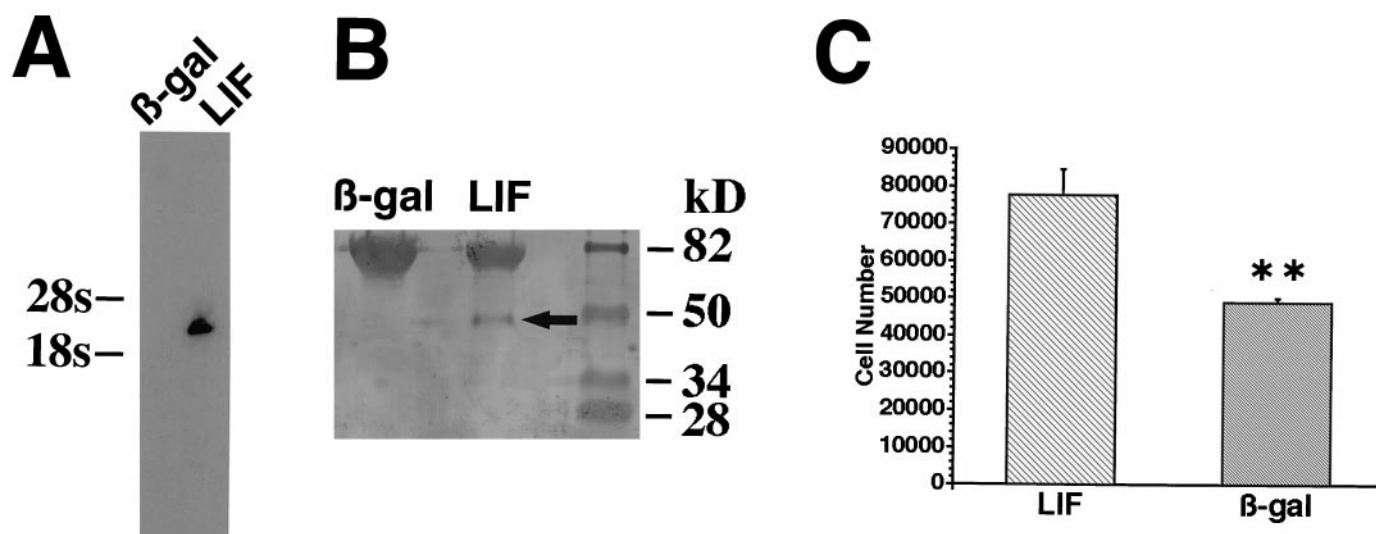 A
ß-gal
LIF
28s
18s
B
ß-gal LIF kD
82
50
34
28
C
Cell Number
90000
80000
70000
60000
50000
40000
30000
20000
10000
0
**
LIF ß-gal